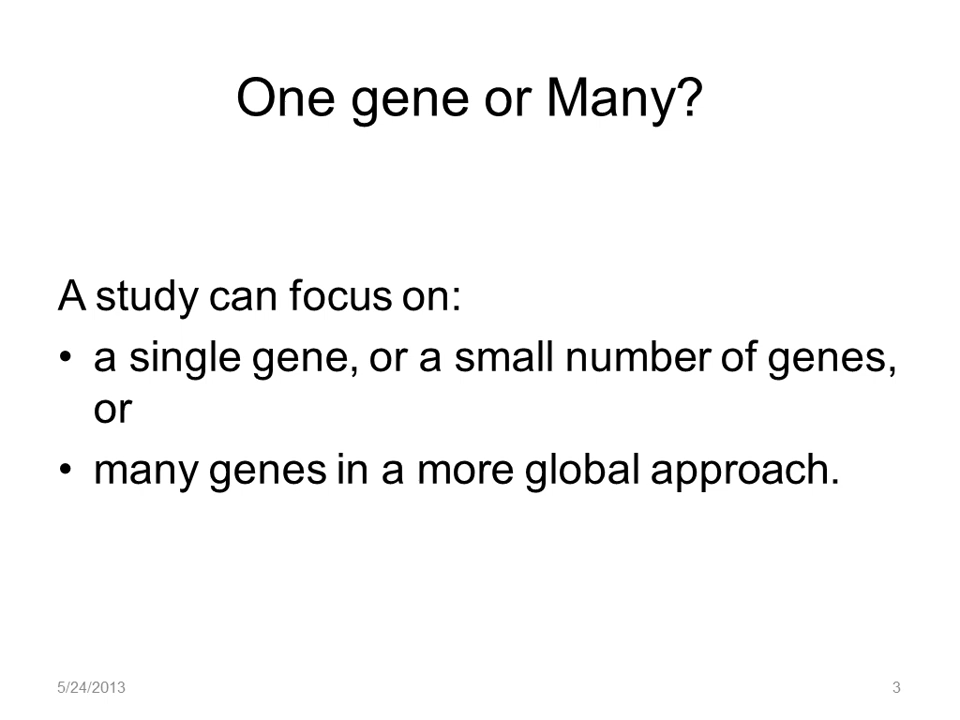 One gene or Many?
A study can focus on:
• a single gene, or a small number of genes,
or
• many genes in a more global approach.
5/24/2013
3